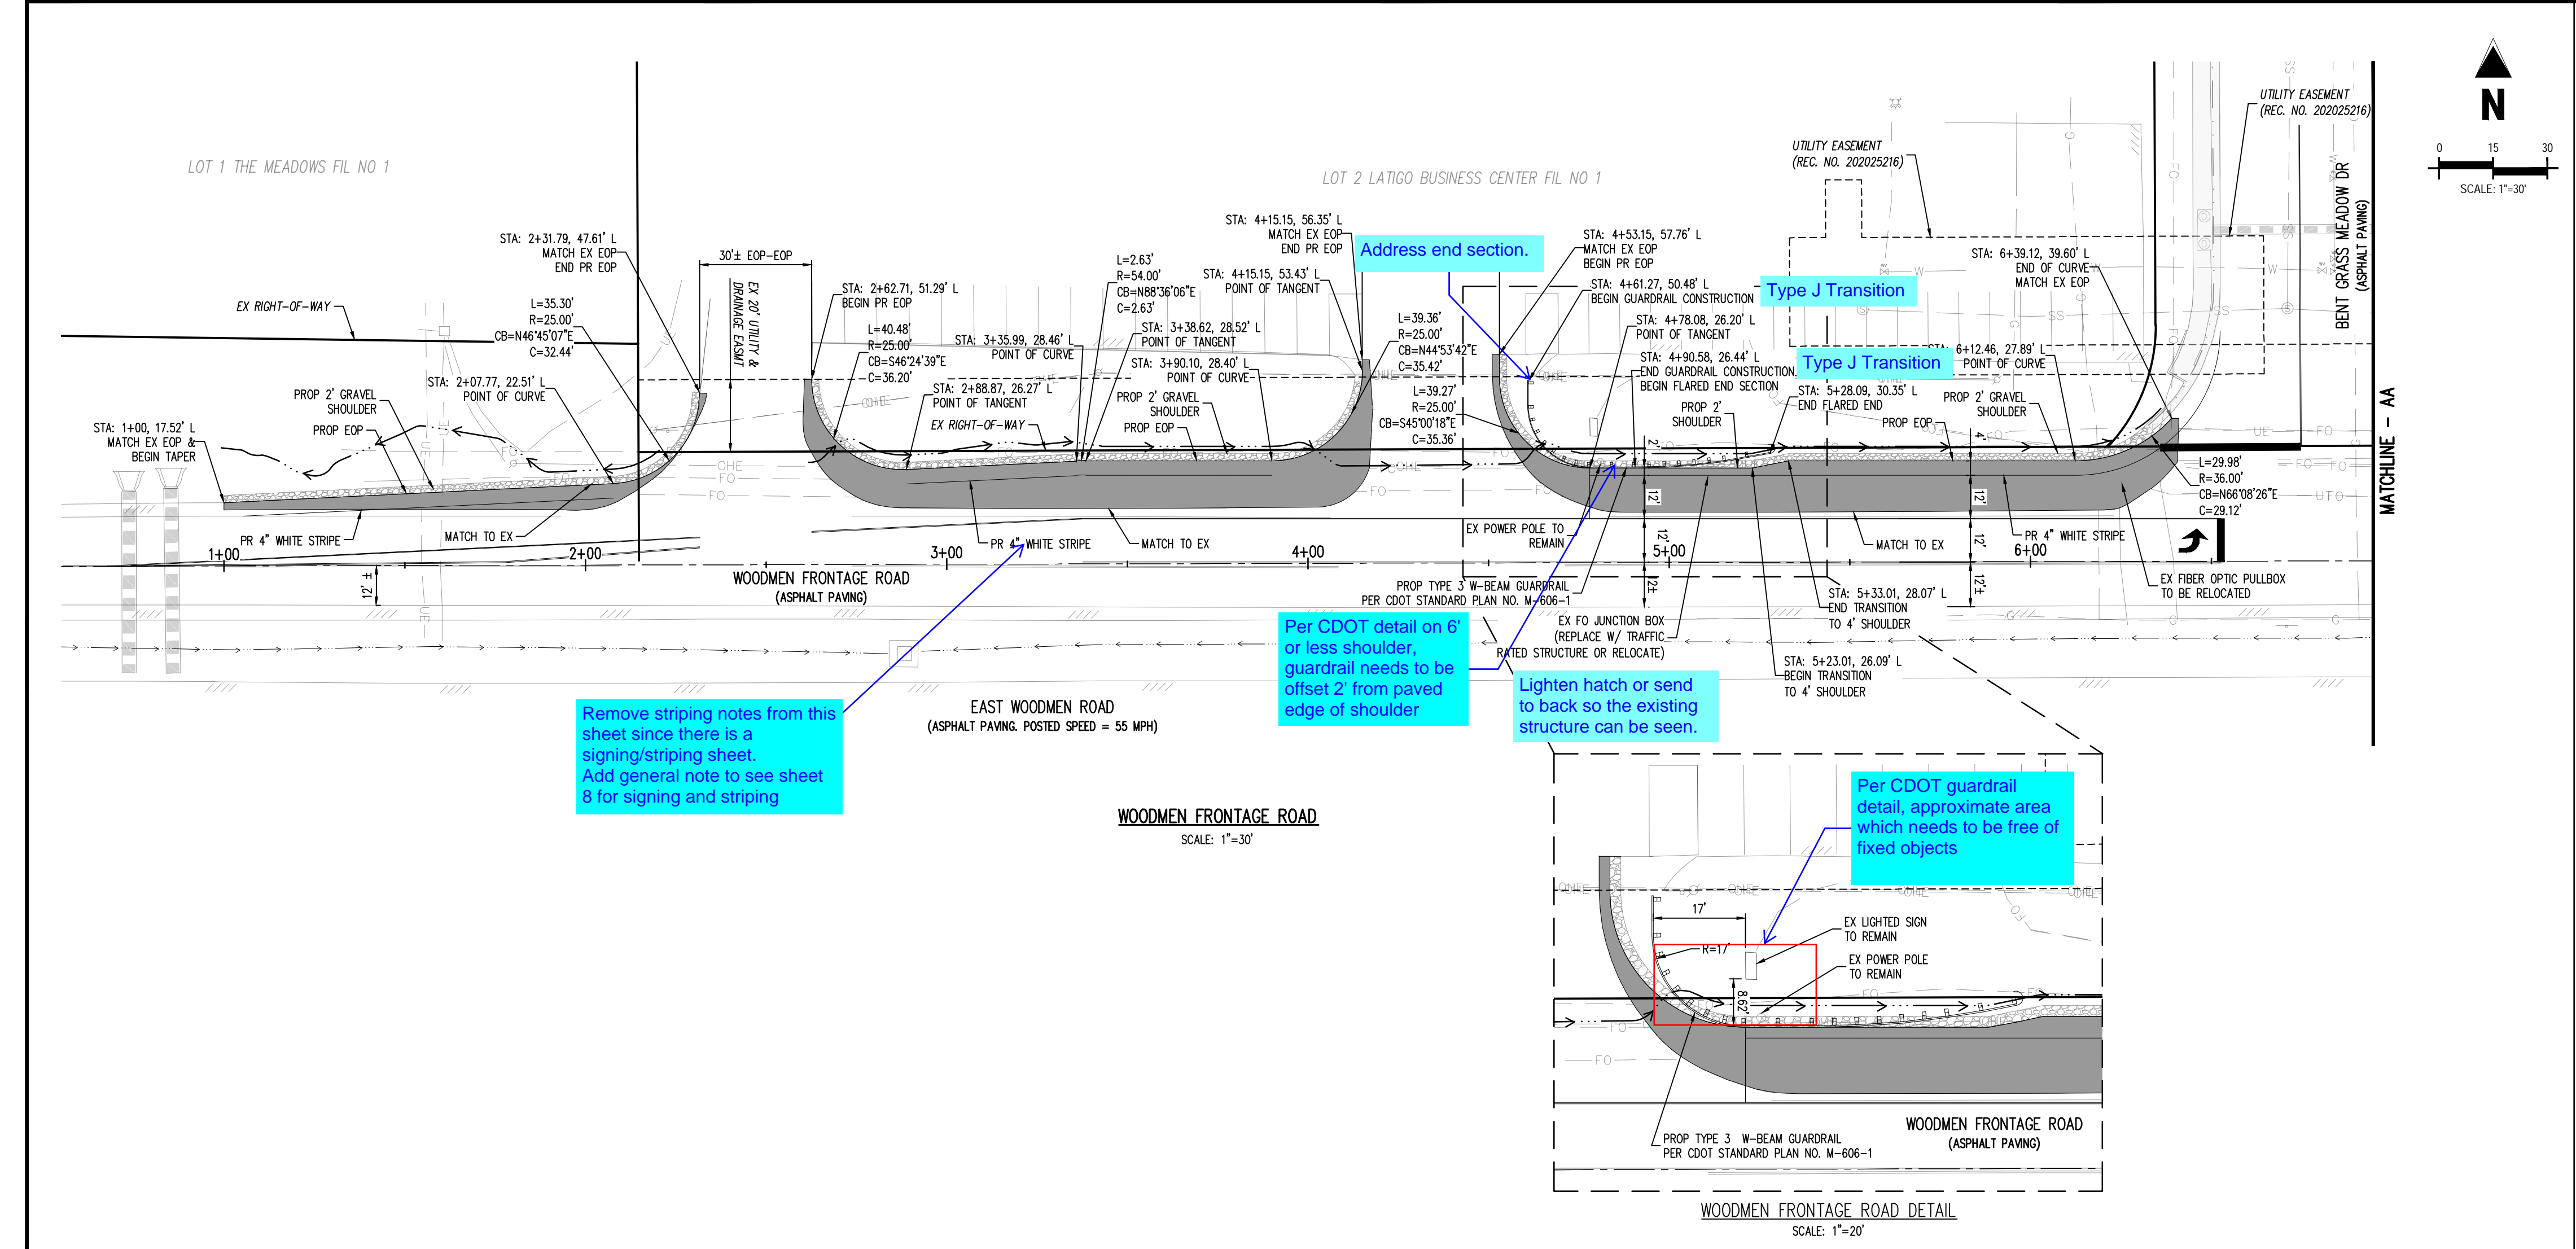 LOT 1 THE MEADOWS FIL NO 1
LOT 2 LATIGO BUSINESS CENTER FIL NO 1
N
0 15 30
SCALE: 1"=30'
UTILITY EASEMENT
(REC. NO. 202025216)
UTILITY EASEMENT
(REC. NO. 202025216)
BENT GRASS MEADOW DR
(ASPHALT PAVING)
MATCHLINE - AA
EX RIGHT-OF-WAY
STA: 2+31.79, 47.61' L
MATCH EX EOP
END PR EOP
L=35.30'
R=25.00'
CB=N46°45'07"E
C=32.44'
STA: 2+07.77, 22.51' L
POINT OF CURVE
PROP 2' GRAVEL
SHOULDER
PROP EOP
STA: 1+00, 17.52' L
MATCH EX EOP &
BEGIN TAPER
PR 4" WHITE STRIPE
MATCH TO EX
30'± EOP-EOP
EX 20' UTILITY &
DRAINAGE EASMT
STA: 2+62.71, 51.29' L
BEGIN PR EOP
L=40.48'
R=25.00'
CB=S46°24'39"E
C=36.20'
STA: 2+88.87, 26.27' L
POINT OF TANGENT
EX RIGHT-OF-WAY
STA: 3+35.99, 28.46' L
POINT OF CURVE
L=2.63'
R=54.00'
CB=N88°36'06"E
C=2.63'
STA: 3+38.62, 28.52' L
POINT OF TANGENT
STA: 3+90.10, 28.40' L
POINT OF CURVE
PROP 2' GRAVEL
SHOULDER
PROP EOP
STA: 4+15.15, 56.35' L
MATCH EX EOP
END PR EOP
STA: 4+15.15, 53.43' L
POINT OF TANGENT
L=39.36'
R=25.00'
CB=N44°53'42"E
C=35.42'
L=39.27'
R=25.00'
CB=S45°00'18"E
C=35.36'
Address end section.
STA: 4+53.15, 57.76' L
MATCH EX EOP
BEGIN PR EOP
STA: 4+61.27, 50.48' L
BEGIN GUARDRAIL CONSTRUCTION
Type J Transition
STA: 4+78.08, 26.20' L
POINT OF TANGENT
STA: 4+90.58, 26.44' L
END GUARDRAIL CONSTRUCTION
BEGIN FLARED END SECTION
Type J Transition
PROP 2'
SHOULDER
STA: 5+28.09, 30.35' L
END FLARED END
STA: 6+12.46, 27.89' L
POINT OF CURVE
STA: 6+39.12, 39.60' L
END OF CURVE
MATCH EX EOP
PROP 2' GRAVEL
SHOULDER
PROP EOP
L=29.98'
R=36.00'
CB=N66°08'26"E
C=29.12'
2'
4'
12'
12'
12'
12'
12'±
12'±
12' ±
1+00
2+00
3+00
4+00
5+00
6+00
PR 4" WHITE STRIPE
MATCH TO EX
EX POWER POLE TO
REMAIN
MATCH TO EX
PR 4" WHITE STRIPE
WOODMEN FRONTAGE ROAD
(ASPHALT PAVING)
PROP TYPE 3 W-BEAM GUARDRAIL
PER CDOT STANDARD PLAN NO. M-606-1
EX FO JUNCTION BOX
(REPLACE W/ TRAFFIC
RATED STRUCTURE OR RELOCATE)
STA: 5+33.01, 28.07' L
END TRANSITION
TO 4' SHOULDER
STA: 5+23.01, 26.09' L
BEGIN TRANSITION
TO 4' SHOULDER
EX FIBER OPTIC PULLBOX
TO BE RELOCATED
EAST WOODMEN ROAD
(ASPHALT PAVING. POSTED SPEED = 55 MPH)
Remove striping notes from this
sheet since there is a
signing/striping sheet.
Add general note to see sheet
8 for signing and striping
Per CDOT detail on 6'
or less shoulder,
guardrail needs to be
offset 2' from paved
edge of shoulder
Lighten hatch or send
to back so the existing
structure can be seen.
WOODMEN FRONTAGE ROAD
SCALE: 1"=30'
Per CDOT guardrail
detail, approximate area
which needs to be free of
fixed objects
17'
R=17'
8.62'
EX LIGHTED SIGN
TO REMAIN
EX POWER POLE
TO REMAIN
WOODMEN FRONTAGE ROAD
(ASPHALT PAVING)
PROP TYPE 3 W-BEAM GUARDRAIL
PER CDOT STANDARD PLAN NO. M-606-1
WOODMEN FRONTAGE ROAD DETAIL
SCALE: 1"=20'